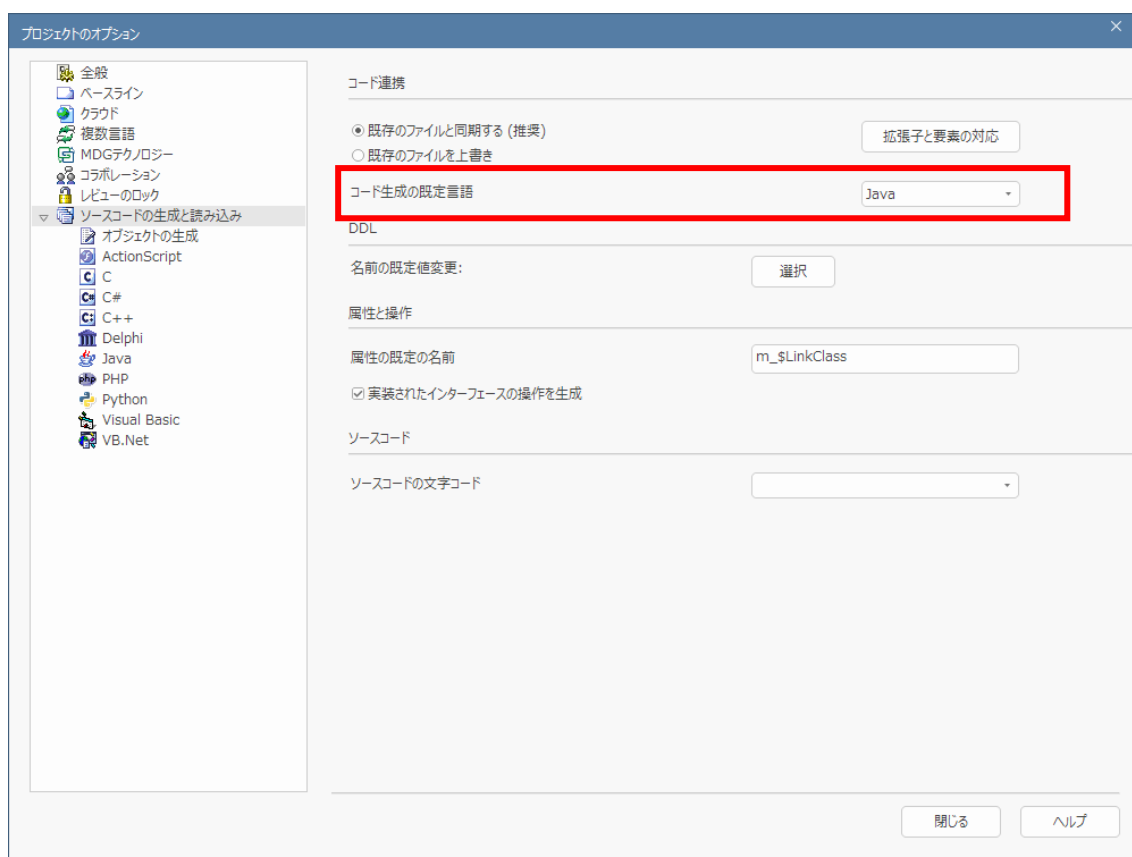 プロジェクトのオプション
全般
ベースライン
クラウド
複数言語
MDGテクノロジー
コラボレーション
レビューのロック
ソースコードの生成と読み込み
オブジェクトの生成
ActionScript
C
C#
C++
Delphi
Java
PHP
Python
Visual Basic
VB.Net
コード連携
既存のファイルと同期する (推奨)
拡張子と要素の対応
既存のファイルを上書き
コード生成の既定言語
Java
DDL
名前の既定値変更:
選択
属性と操作
属性の既定の名前
m_$LinkClass
実装されたインターフェースの操作を生成
ソースコード
ソースコードの文字コード
閉じる
ヘルプ